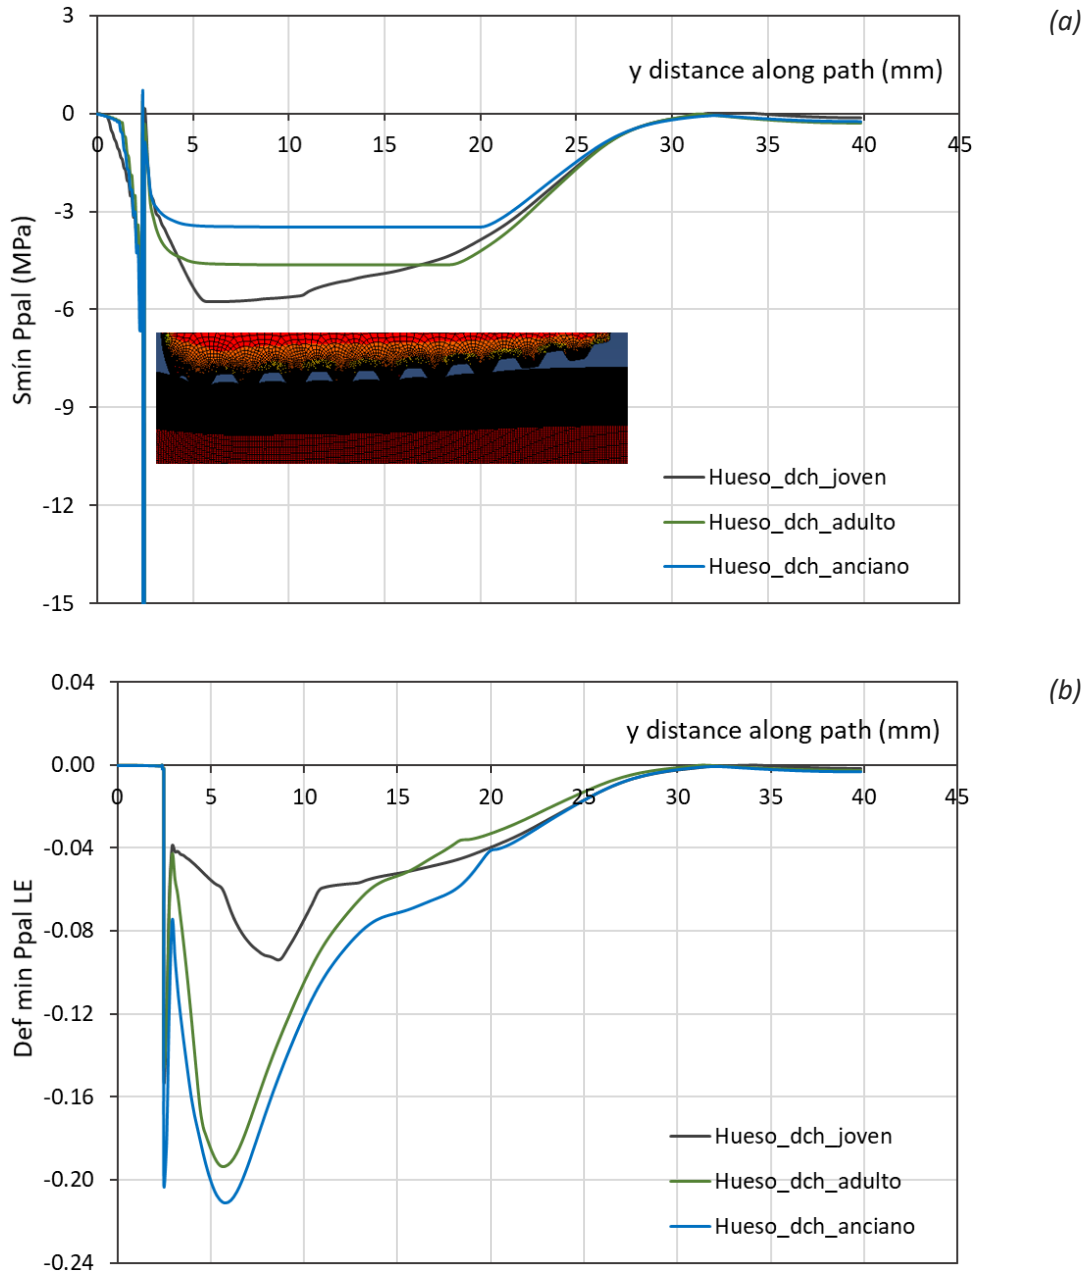 (a)
3
y distance along path (mm)
0
0 5 10 15 20 25 30 35 40 45
-3
Smín Ppal (MPa)
-6
-9
Hueso_dch_joven
-12
Hueso_dch_adulto
Hueso_dch_anciano
-15
(b)
0.04
y distance along path (mm)
0.00
0 5 10 15 20 25 30 35 40 45
-0.04
-0.08
Def min Ppal LE
-0.12
-0.16
Hueso_dch_joven
Hueso_dch_adulto
-0.20
Hueso_dch_anciano
-0.24